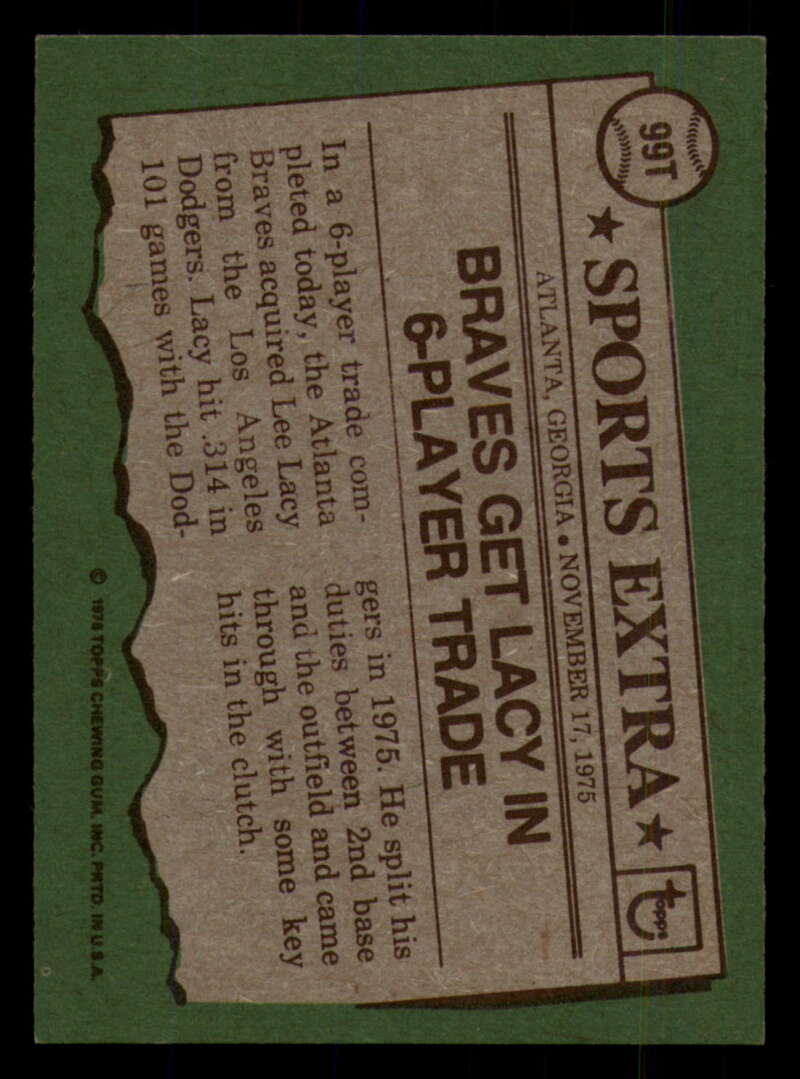 99T
★ SPORTS EXTRA ★
topps
ATLANTA, GEORGIA • NOVEMBER 17, 1975
BRAVES GET LACY IN
6-PLAYER TRADE
In a 6-player trade com-
pleted today, the Atlanta
Braves acquired Lee Lacy
from the Los Angeles
Dodgers. Lacy hit .314 in
101 games with the Dod-
gers in 1975. He split his
duties between 2nd base
and the outfield and came
through with some key
hits in the clutch.
© 1976 TOPPS CHEWING GUM, INC. PRTD. IN U.S.A.